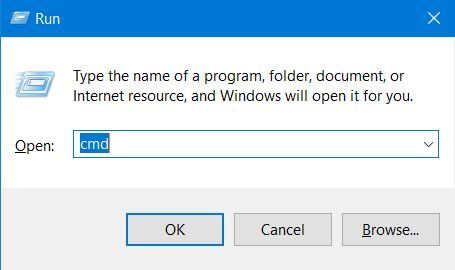 Run
Type the name of a program, folder, document, or
Internet resource, and Windows will open it for you.
Open: cmd
OK Cancel Browse...